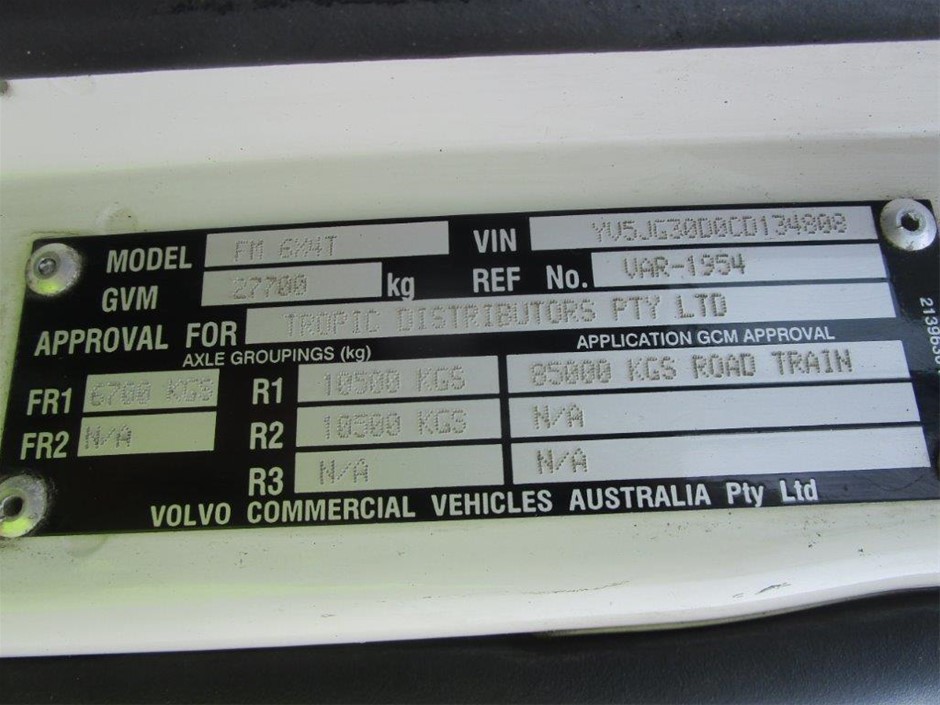 MODEL FM 6X4T VIN YV5JG30D0CD134808
GVM 27700 kg REF No. VAR-1954
APPROVAL FOR TROPIC DISTRIBUTORS PTY LTD
AXLE GROUPINGS (kg) APPLICATION GCM APPROVAL
FR1 6700 KGS R1 10500 KGS 85000 KGS ROAD TRAIN
FR2 N/A R2 10500 KGS N/A
R3 N/A N/A
VOLVO COMMERCIAL VEHICLES AUSTRALIA Pty Ltd